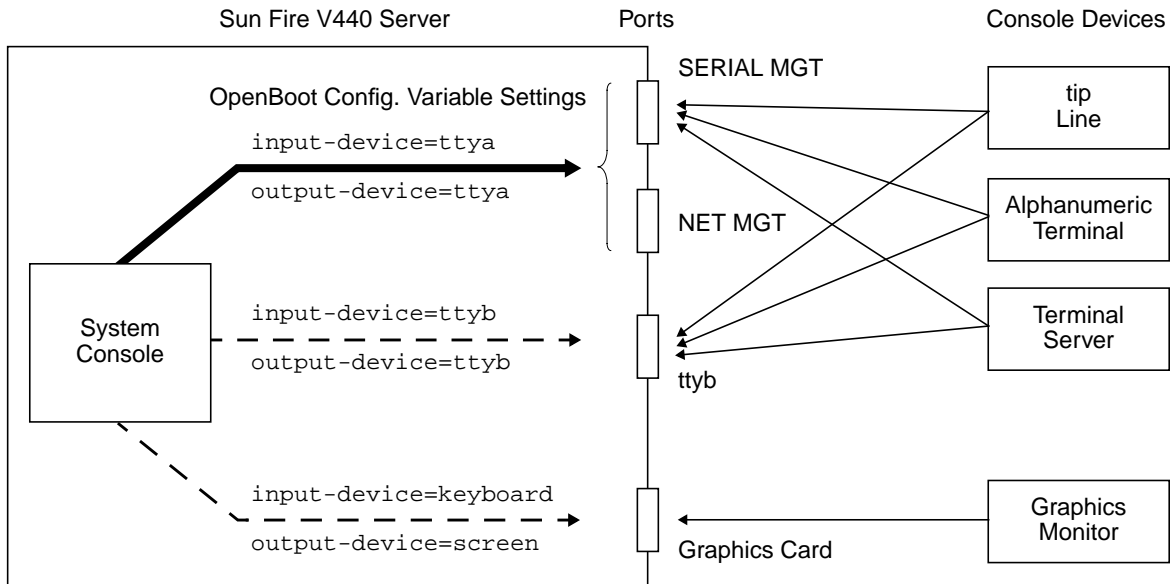 Sun Fire V440 Server
Ports
Console Devices
OpenBoot Config. Variable Settings
input-device=ttya
output-device=ttya
SERIAL MGT
NET MGT
tip
Line
Alphanumeric
Terminal
System
Console
input-device=ttyb
output-device=ttyb
ttyb
Terminal
Server
input-device=keyboard
output-device=screen
Graphics Card
Graphics
Monitor